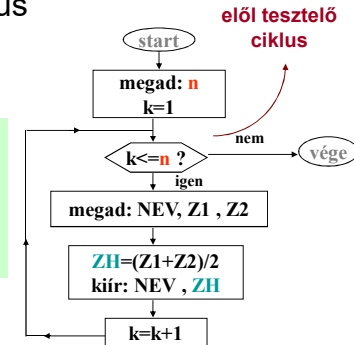 us
elől tesztelő
ciklus
start
megad: n
k=1
nem
k<=n ?
vége
igen
megad: NEV, Z1 , Z2
ZH=(Z1+Z2)/2
kiír: NEV , ZH
k=k+1